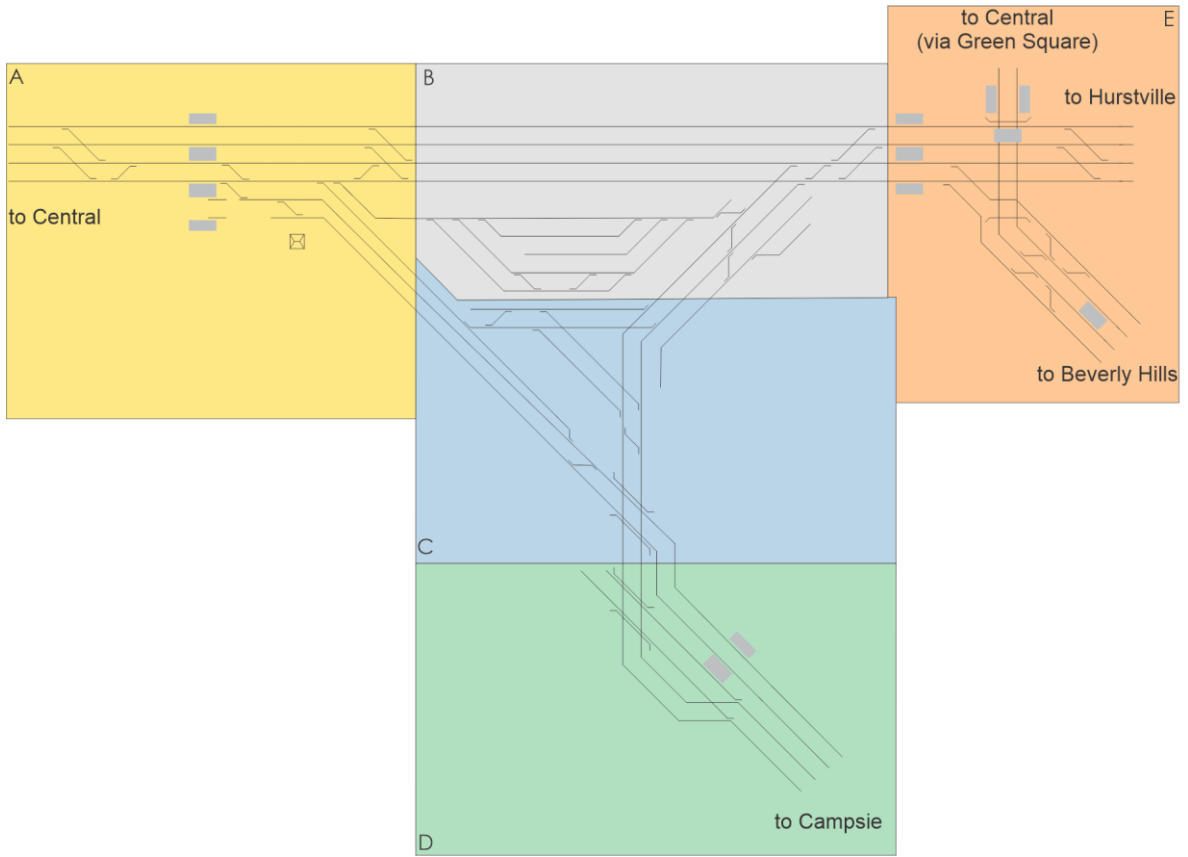 A
B
E
to Central
(via Green Square)
to Hurstville
to Central
to Beverly Hills
C
D
to Campsie